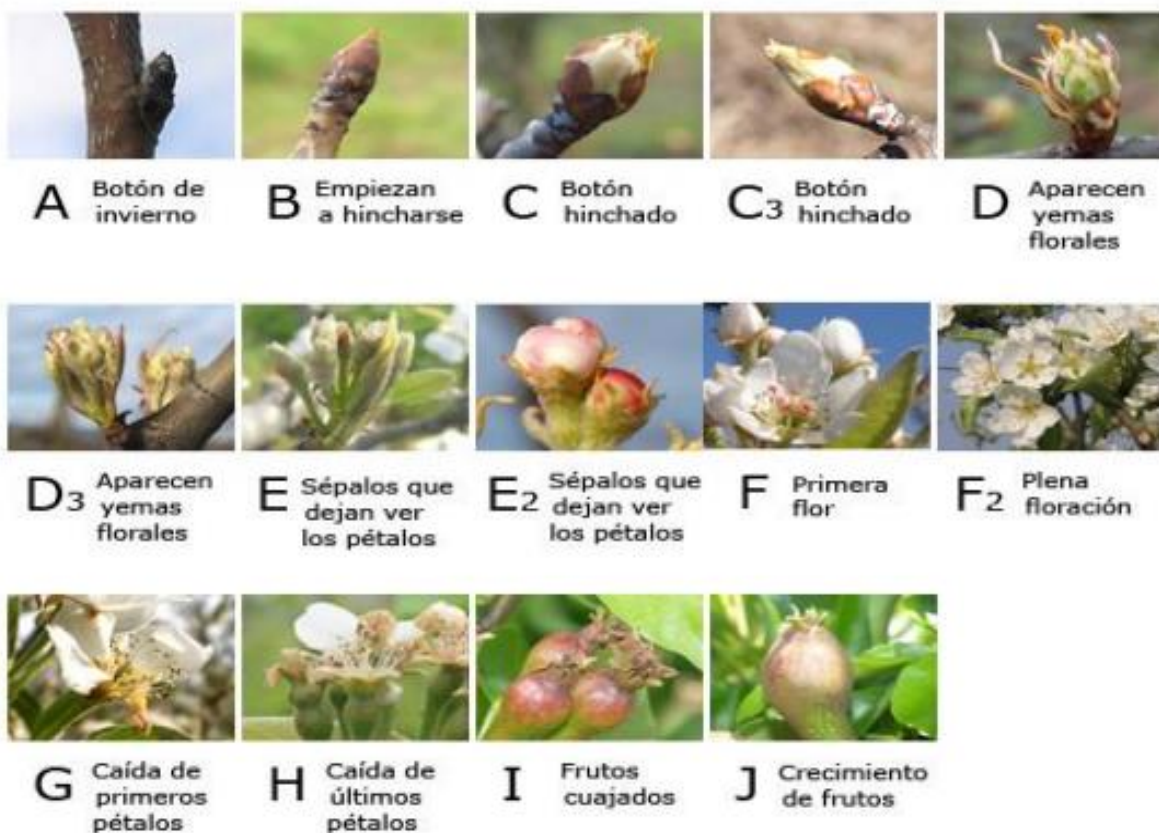 A Botón de invierno
B Empiezan a hincharse
C Botón hinchado
C3 Botón hinchado
D Aparecen yemas florales
D3 Aparecen yemas florales
E Sépalos que dejan ver los pétalos
E2 Sépalos que dejan ver los pétalos
F Primera flor
F2 Plena floración
G Caída de primeros pétalos
H Caída de últimos pétalos
I Frutos cuajados
J Crecimiento de frutos